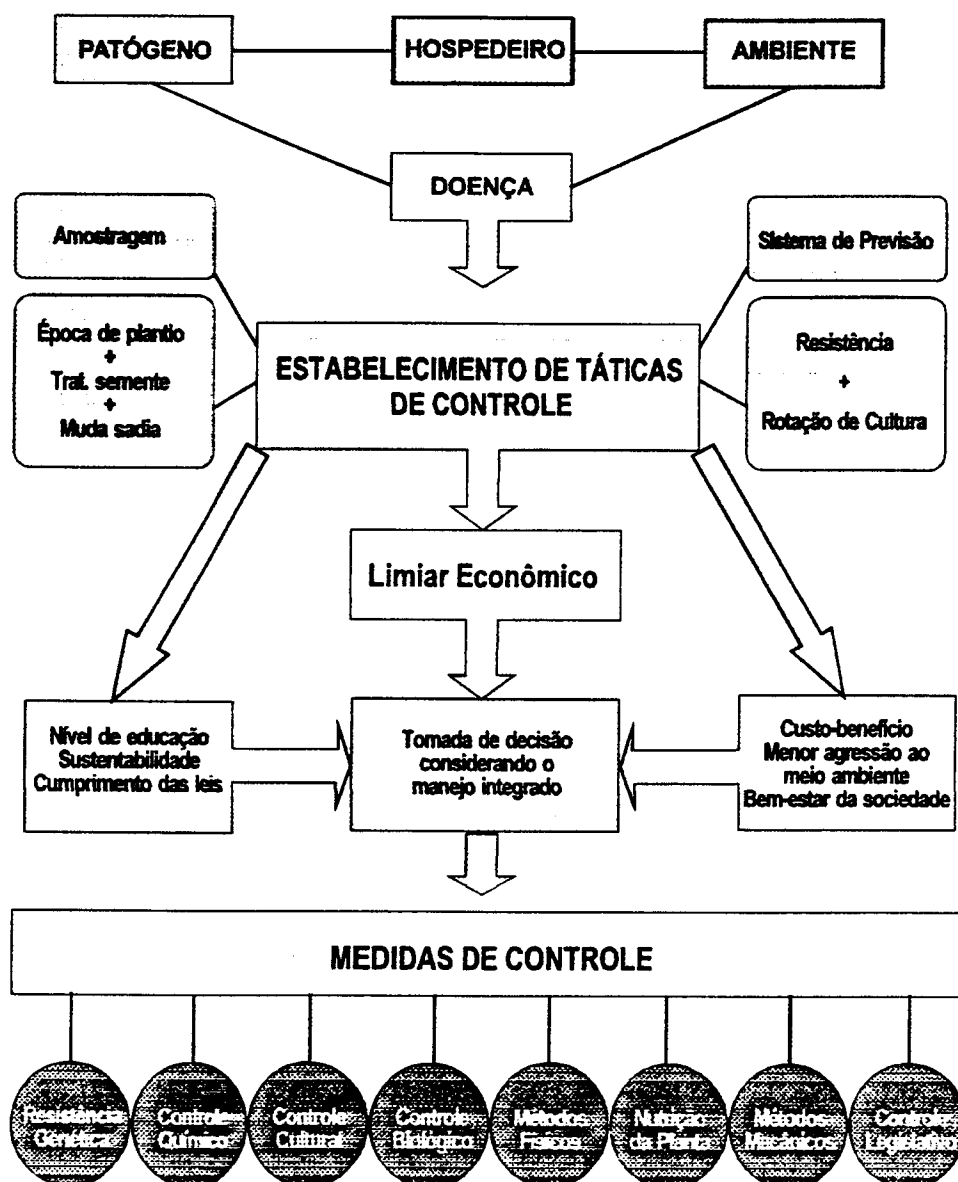 PATÓGENO
HOSPEDEIRO
AMBIENTE
DOENÇA
Amostragem
Sistema de Previsão
Época de plantio
+
Trat. semente
+
Muda sadia
Resistência
+
Rotação de Cultura
ESTABELECIMENTO DE TÁTICAS
DE CONTROLE
Limiar Econômico
Nível de educação
Sustentabilidade
Cumprimento das leis
Tomada de decisão
considerando o
manejo integrado
Custo-benefício
Menor agressão ao
meio ambiente
Bem-estar da sociedade
MEDIDAS DE CONTROLE
Resistência
Genética
Controle
Químico
Controle
Cultural
Controle
Biológico
Métodos
Físicos
Nutrição
da Planta
Métodos
Mecânicos
Controle
Legislativo